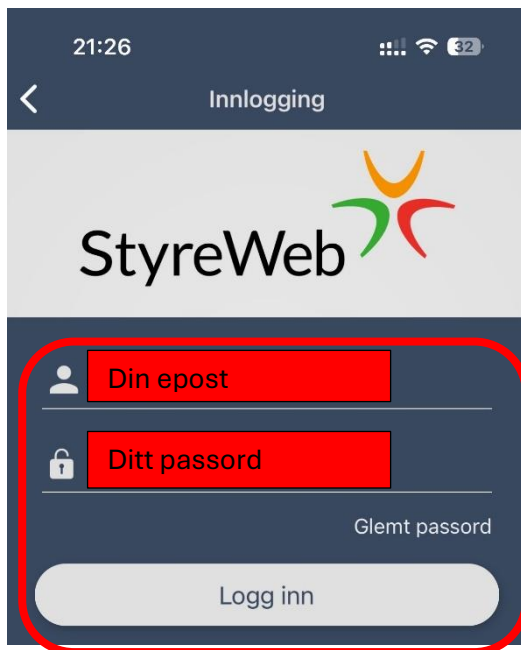 21:26
32
Innlogging
StyreWeb
Din epost
Ditt passord
Glemt passord
Logg inn